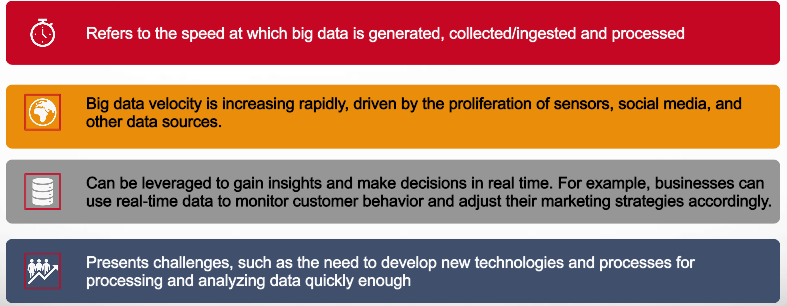 Refers to the speed at which big data is generated, collected/ingested and processed
Big data velocity is increasing rapidly, driven by the proliferation of sensors, social media, and
other data sources.
Can be leveraged to gain insights and make decisions in real time. For example, businesses can
use real-time data to monitor customer behavior and adjust their marketing strategies accordingly.
Presents challenges, such as the need to develop new technologies and processes for
processing and analyzing data quickly enough